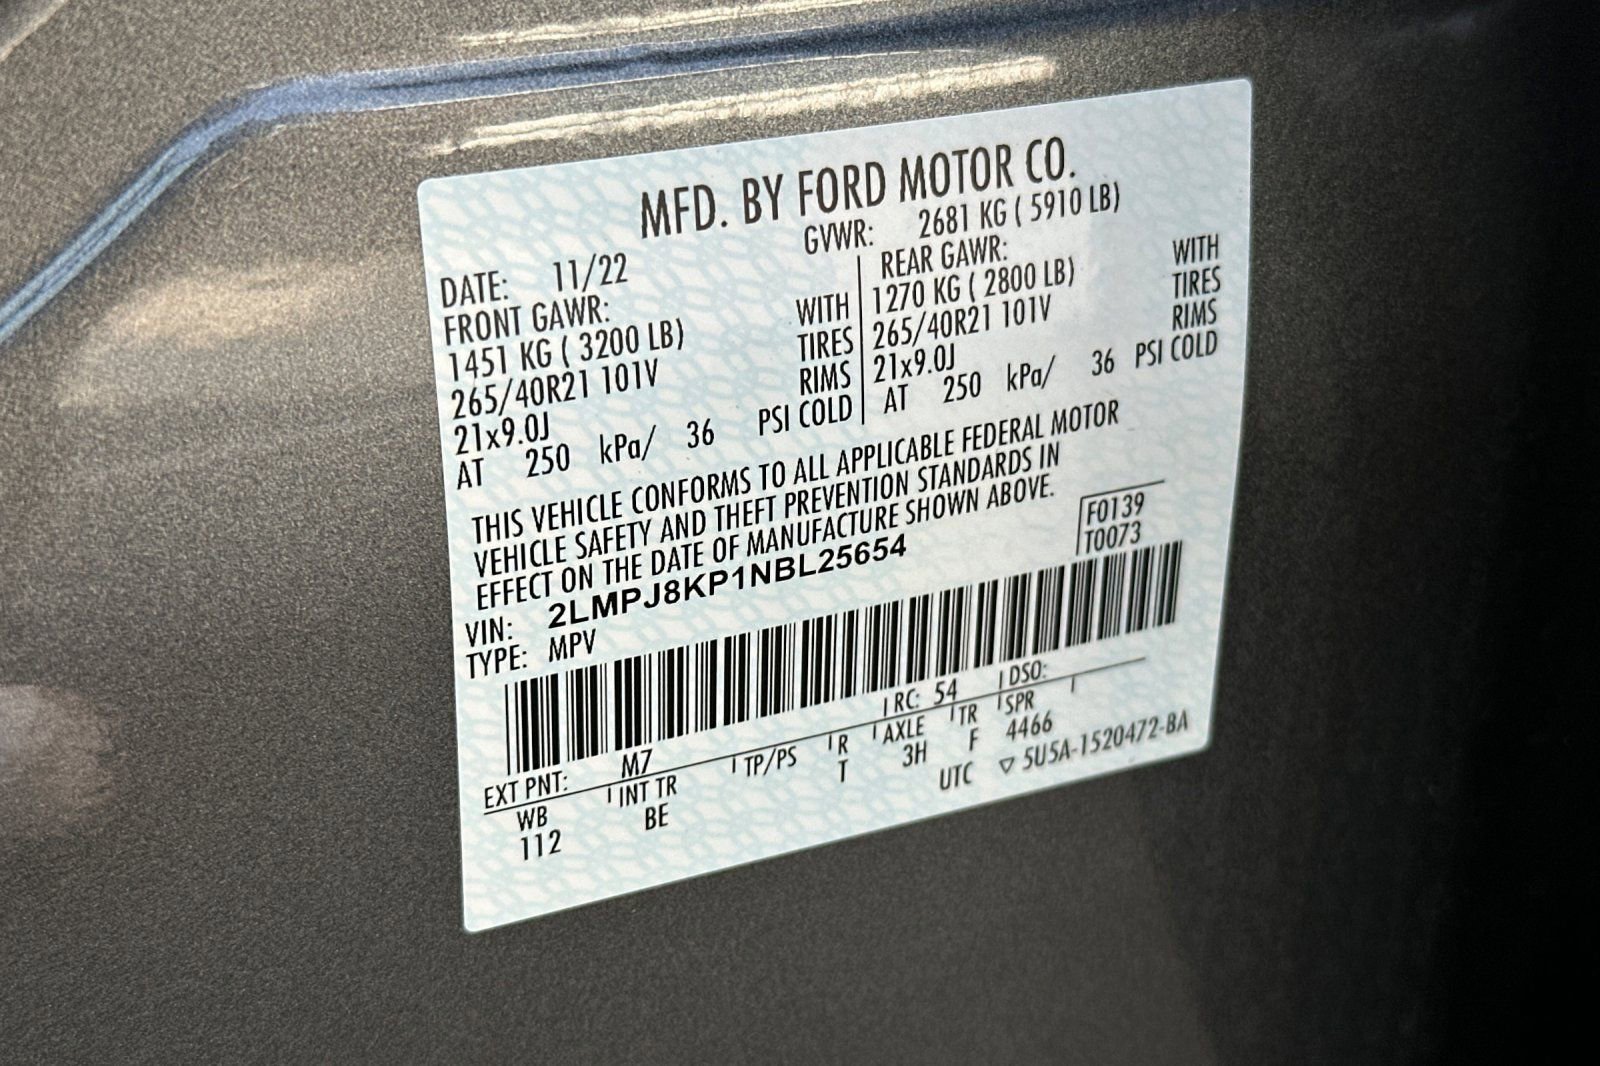 MFD. BY FORD MOTOR CO.
DATE: 11/22 GVWR: 2681 KG ( 5910 LB)
FRONT GAWR: REAR GAWR:
1451 KG ( 3200 LB) WITH 1270 KG ( 2800 LB) WITH
265/40R21 101V TIRES 265/40R21 101V TIRES
21x9.0J RIMS 21x9.0J RIMS
AT 250 kPa/ 36 PSI COLD AT 250 kPa/ 36 PSI COLD
THIS VEHICLE CONFORMS TO ALL APPLICABLE FEDERAL MOTOR
VEHICLE SAFETY AND THEFT PREVENTION STANDARDS IN
EFFECT ON THE DATE OF MANUFACTURE SHOWN ABOVE.
F0139
T0073
VIN: 2LMPJ8KP1NBL25654
TYPE: MPV
EXT PNT: M7 RC: 54 DSO:
WB INT TR TP/PS R AXLE TR SPR
112 BE T 3H F 4466
UTC ▽ 5U5A-1520472-BA